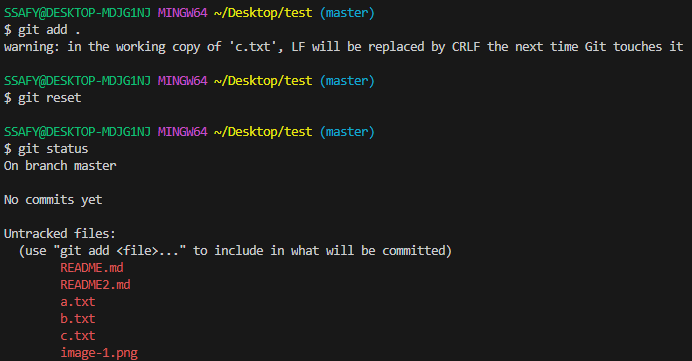 SSAFY@DESKTOP-MDJG1NJ MINGW64 ~/Desktop/test (master)
$ git add .
warning: in the working copy of 'c.txt', LF will be replaced by CRLF the next time Git touches it
SSAFY@DESKTOP-MDJG1NJ MINGW64 ~/Desktop/test (master)
$ git reset
SSAFY@DESKTOP-MDJG1NJ MINGW64 ~/Desktop/test (master)
$ git status
On branch master
No commits yet
Untracked files:
(use "git add <file>..." to include in what will be committed)
README.md
README2.md
a.txt
b.txt
c.txt
image-1.png